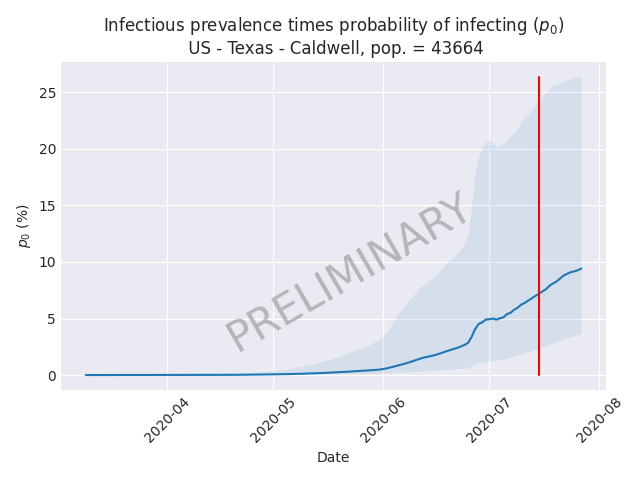 Infectious prevalence times probability of infecting (p₀)
US - Texas - Caldwell, pop. = 43664
25
20
15
10
5
0
p₀ (%)
PRELIMINARY
2020-04
2020-05
2020-06
2020-07
2020-08
Date